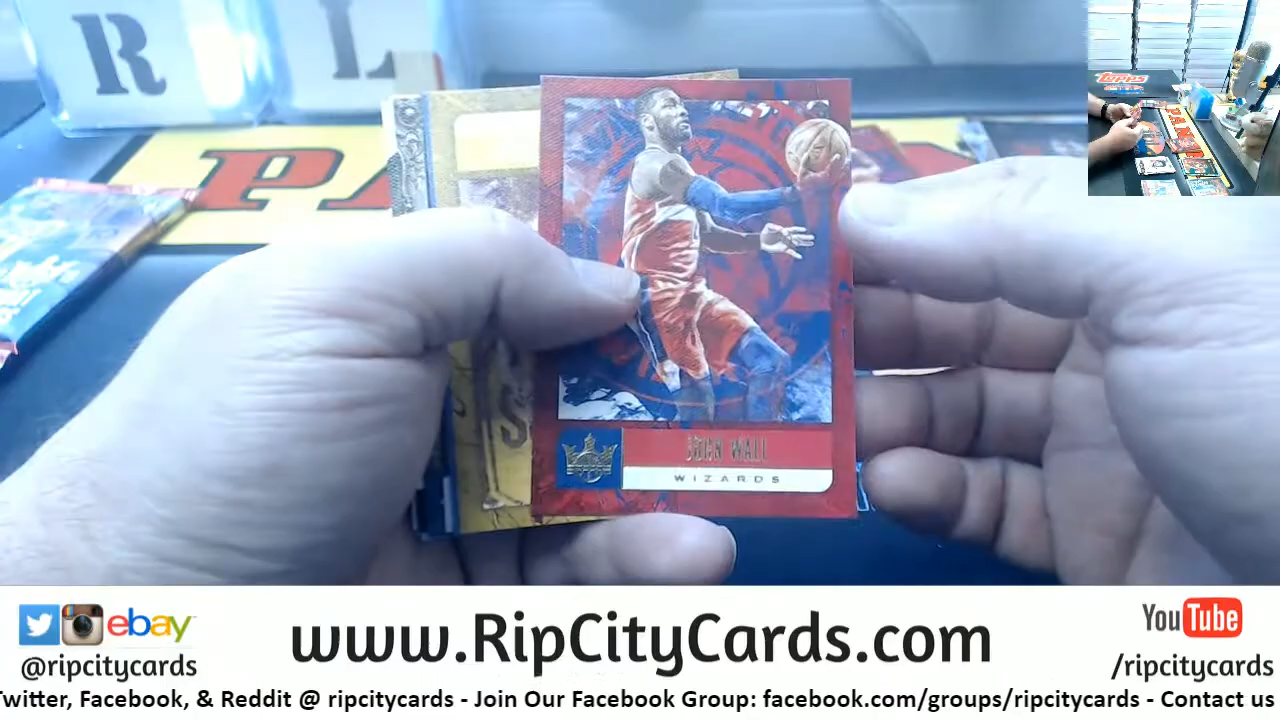 R L
PA
JOHN WALL
WIZARDS
topps
PANINI
ebay
@ripcitycards
www.RipCityCards.com
YouTube
/ripcitycards
Twitter, Facebook, & Reddit @ ripcitycards - Join Our Facebook Group: facebook.com/groups/ripcitycards - Contact us